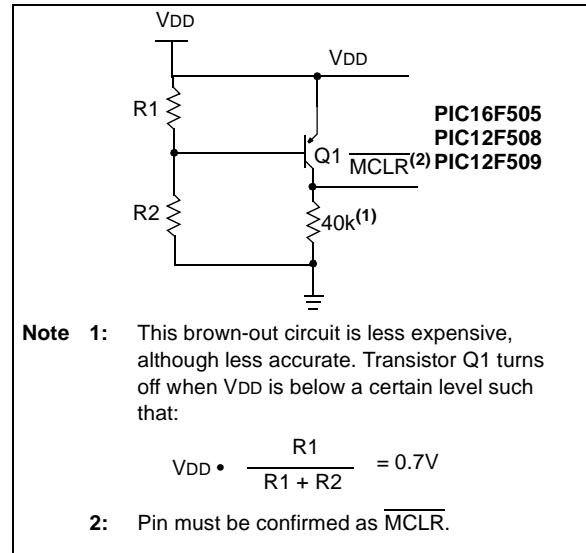 VDD
VDD
R1
PIC16F505
PIC12F508
Q1 MCLR(2) PIC12F509
R2
40k(1)
Note 1: This brown-out circuit is less expensive,
although less accurate. Transistor Q1 turns
off when VDD is below a certain level such
that:
VDD • R1 / R1 + R2 = 0.7V
2: Pin must be confirmed as MCLR.